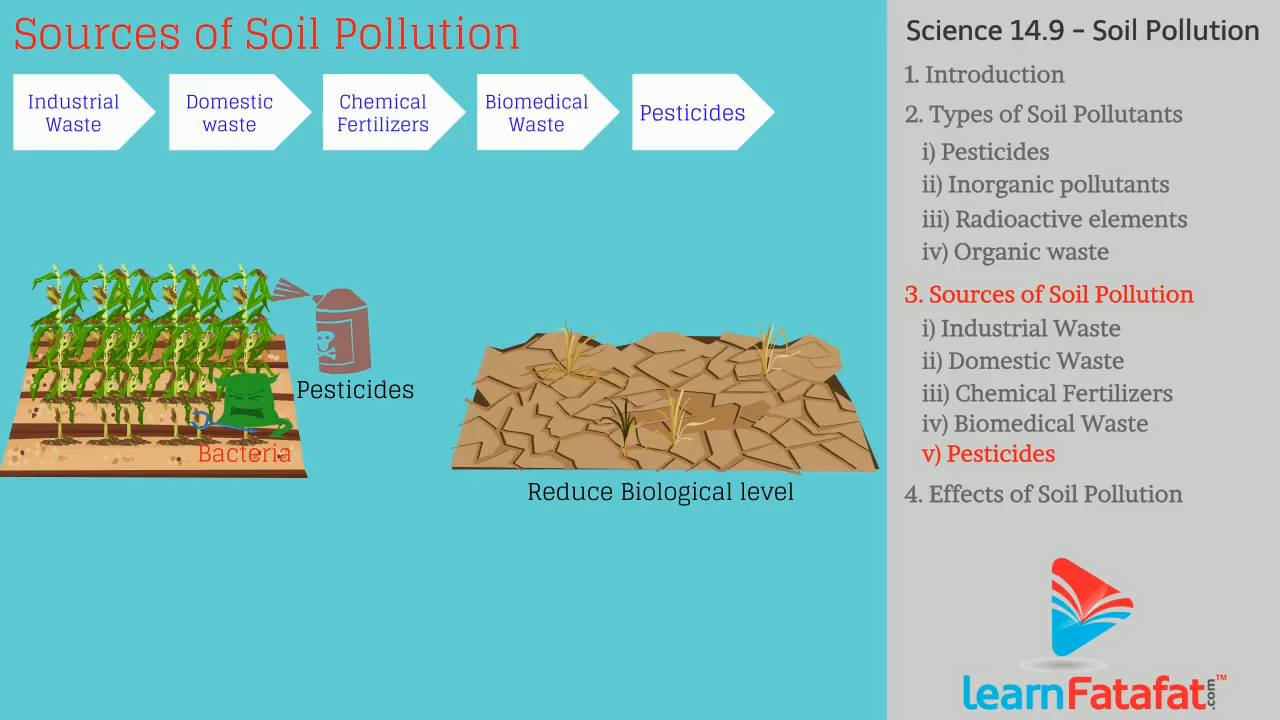 Sources of Soil Pollution
Industrial
Waste
Domestic
waste
Chemical
Fertilizers
Biomedical
Waste
Pesticides
Pesticides
Bacteria
Reduce Biological level
Science 14.9 – Soil Pollution
1. Introduction
2. Types of Soil Pollutants
i) Pesticides
ii) Inorganic pollutants
iii) Radioactive elements
iv) Organic waste
3. Sources of Soil Pollution
i) Industrial Waste
ii) Domestic Waste
iii) Chemical Fertilizers
iv) Biomedical Waste
v) Pesticides
4. Effects of Soil Pollution
learnFatafat.com™